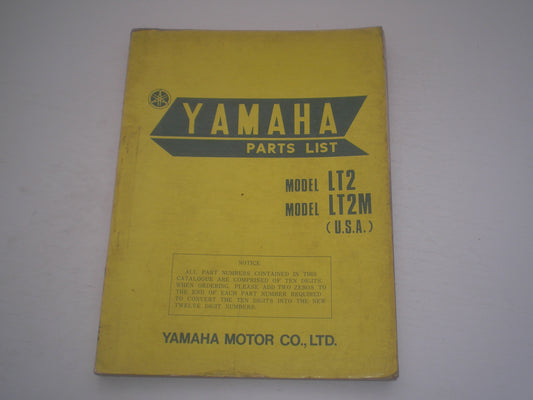 YAMAHA
PARTS LIST
MODEL LT2
MODEL LT2M
(U.S.A.)
NOTICE
ALL PART NUMBERS CONTAINED IN THIS
CATALOGUE ARE COMPRISED OF TEN DIGITS.
WHEN ORDERING, PLEASE ADD TWO ZEROS TO
THE END OF EACH PART NUMBER REQUIRED
TO CONVERT THE TEN DIGITS INTO THE NEW
TWELVE DIGIT NUMBERS.
YAMAHA MOTOR CO., LTD.